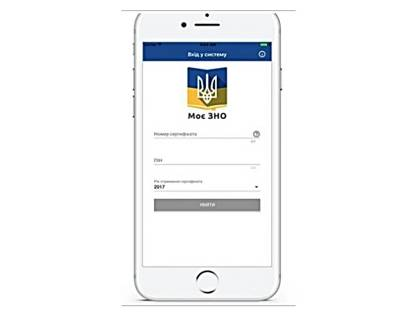 Вхід у систему
Моє ЗНО
Номер сертифіката
ПІН
Рік отримання сертифіката
2017
УВІЙТИ